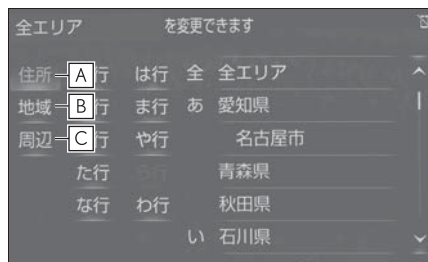 全エリア を変更できます
住所 A 行 は行 全 全エリア
地域 B 行 ま行 あ 愛知県
周辺 C 行 や行 名古屋市
た行 青森県
な行 わ行 秋田県
い 石川県